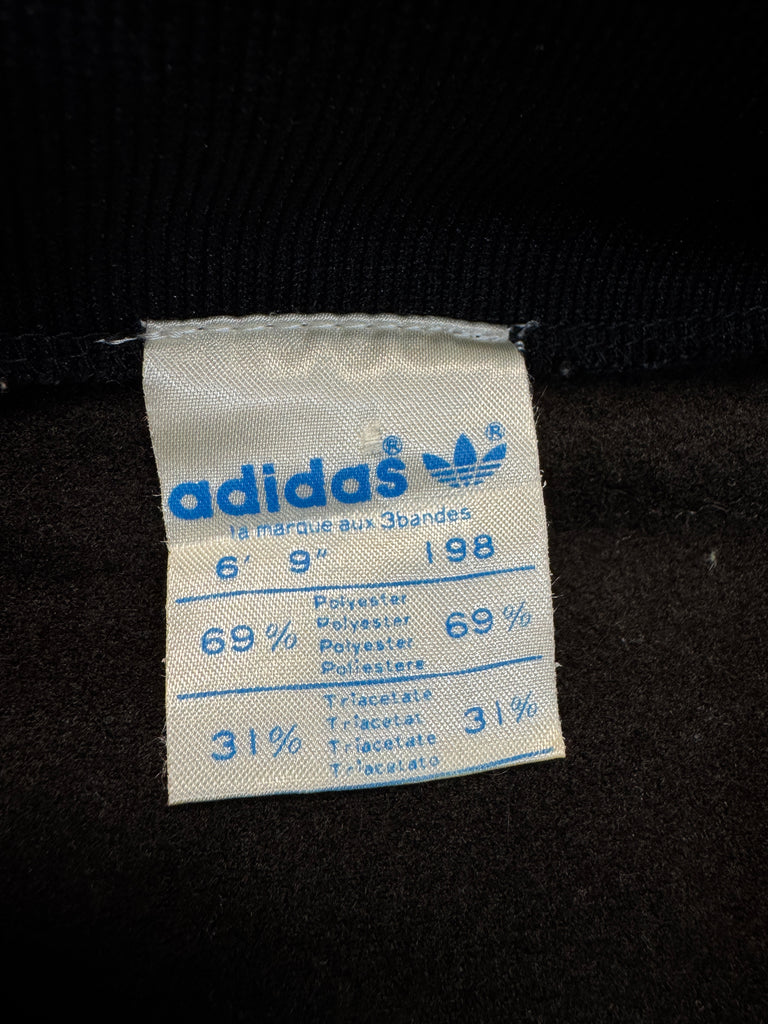 adidas® ®
la marque aux 3bandes
6' 9" 198
69% Polyester 69%
Polyester
Polyester
Poliestere
31% Triacetate 31%
Triacetat
Triacetate
Triacetato